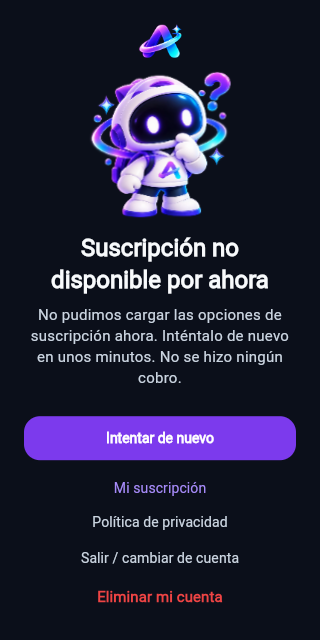 Suscripción no
disponible por ahora
No pudimos cargar las opciones de
suscripción ahora. Inténtalo de nuevo
en unos minutos. No se hizo ningún
cobro.
Intentar de nuevo
Mi suscripción
Política de privacidad
Salir / cambiar de cuenta
Eliminar mi cuenta